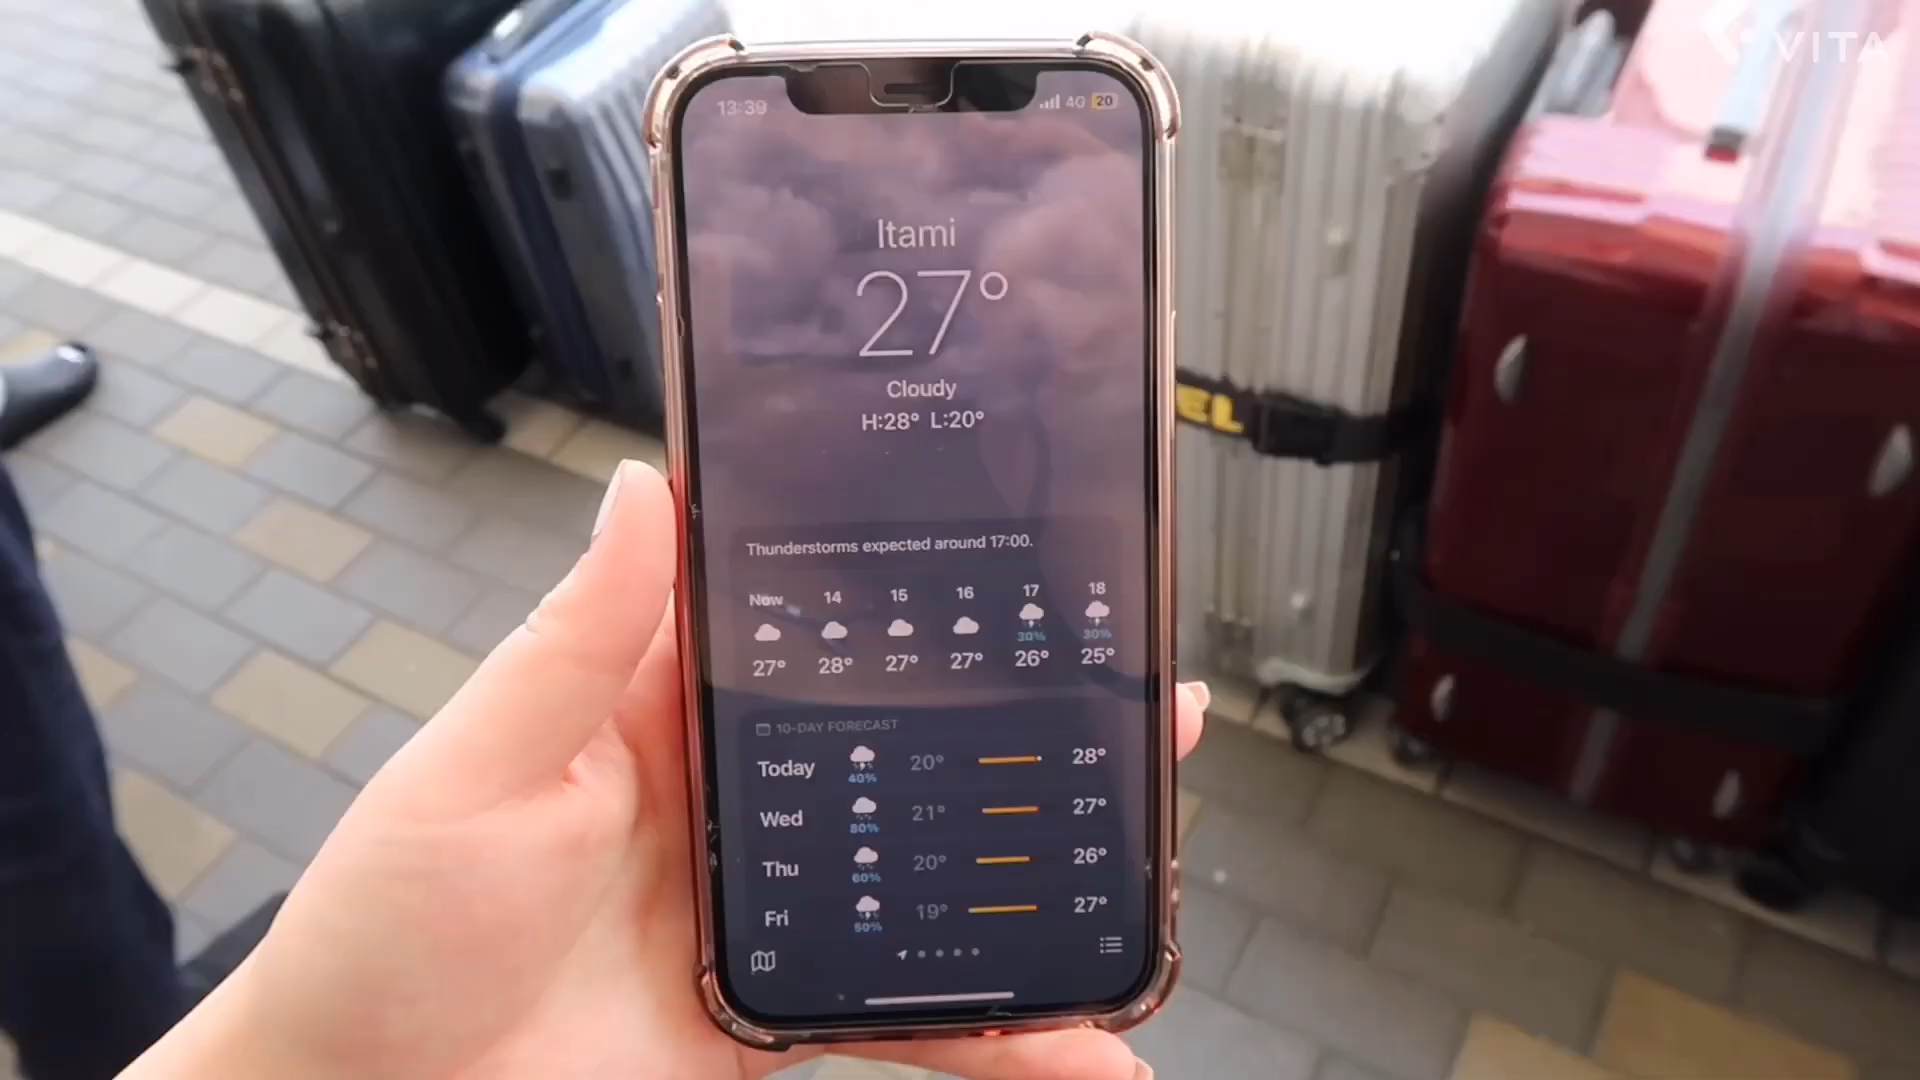 VITA
13:39 4G 20
Itami
27°
Cloudy
H:28° L:20°
Thunderstorms expected around 17:00.
Now 14 15 16 17 18
30% 30%
27° 28° 27° 27° 26° 25°
10-DAY FORECAST
Today 40% 20° 28°
Wed 80% 21° 27°
Thu 60% 20° 26°
Fri 50% 19° 27°
EL